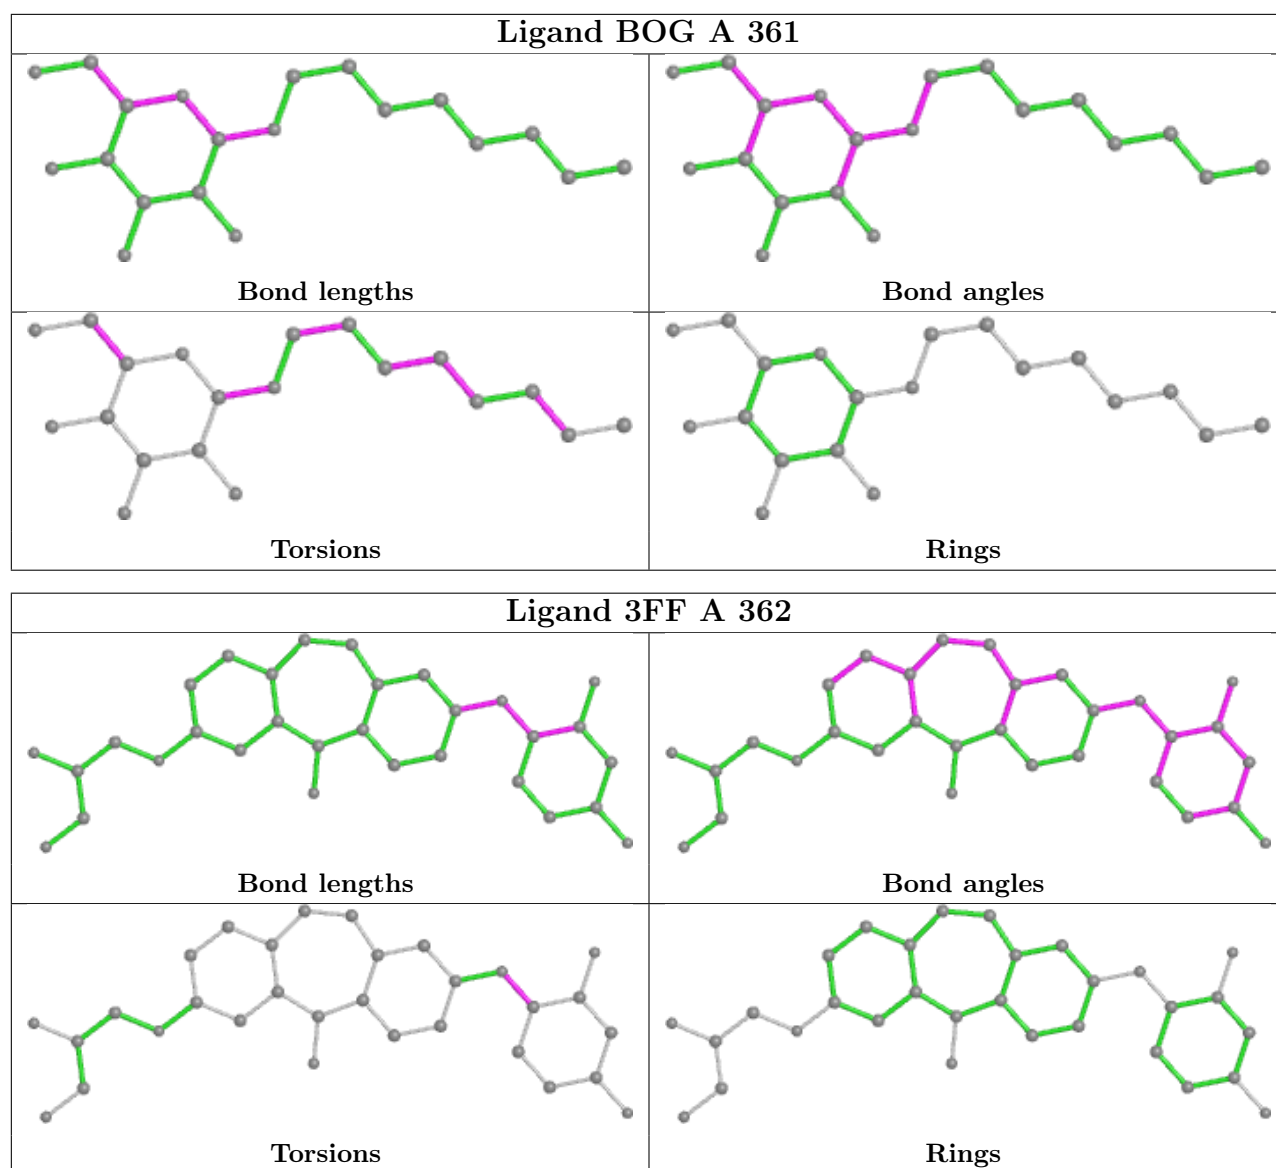 Ligand BOG A 361
Bond lengths
Bond angles
Torsions
Rings
Ligand 3FF A 362
Bond lengths
Bond angles
Torsions
Rings